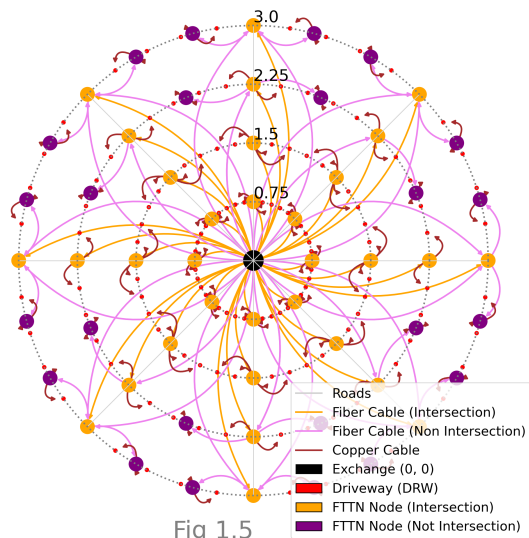 3.0
2.25
1.5
0.75
Roads
Fiber Cable (Intersection)
Fiber Cable (Non Intersection)
Copper Cable
Exchange (0, 0)
Driveway (DRW)
FTTN Node (Intersection)
FTTN Node (Not Intersection)
Fig 1.5